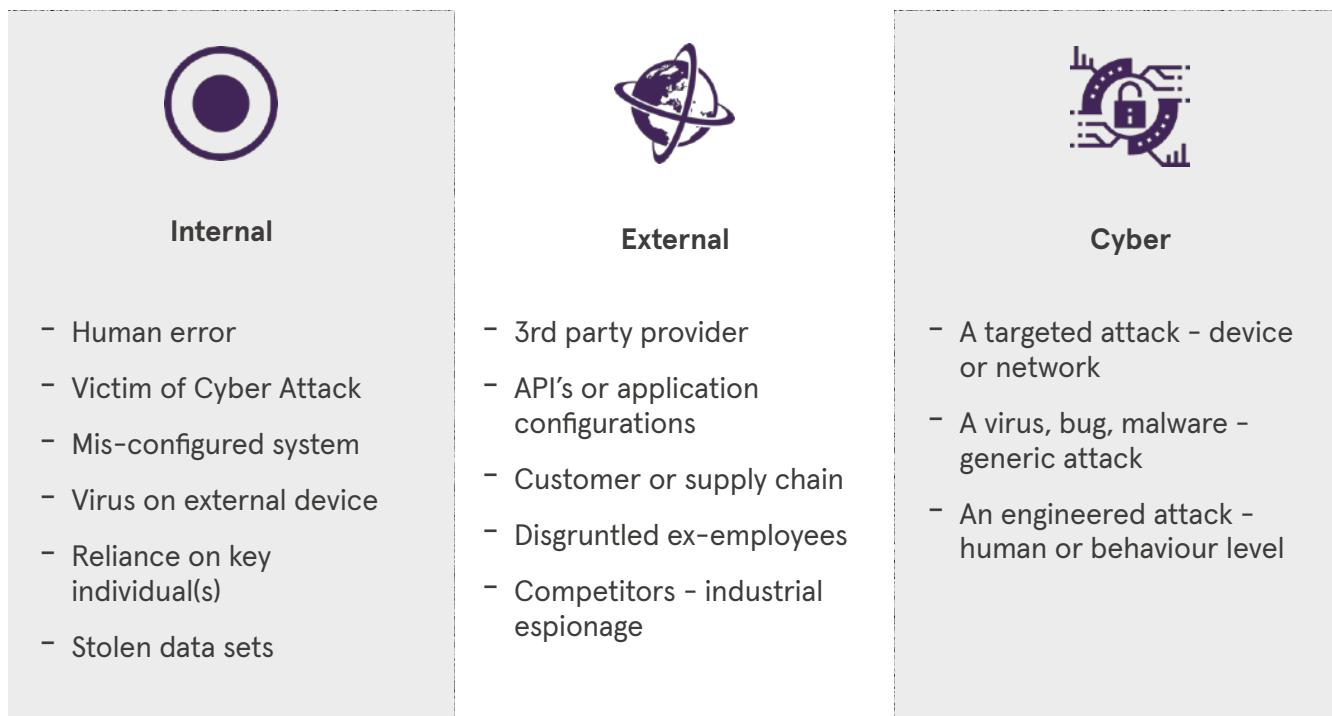 Internal
- Human error
- Victim of Cyber Attack
- Mis-configured system
- Virus on external device
- Reliance on key
individual(s)
- Stolen data sets
External
- 3rd party provider
- API's or application
configurations
- Customer or supply chain
- Disgruntled ex-employees
- Competitors - industrial
espionage
Cyber
- A targeted attack - device
or network
- A virus, bug, malware -
generic attack
- An engineered attack -
human or behaviour level